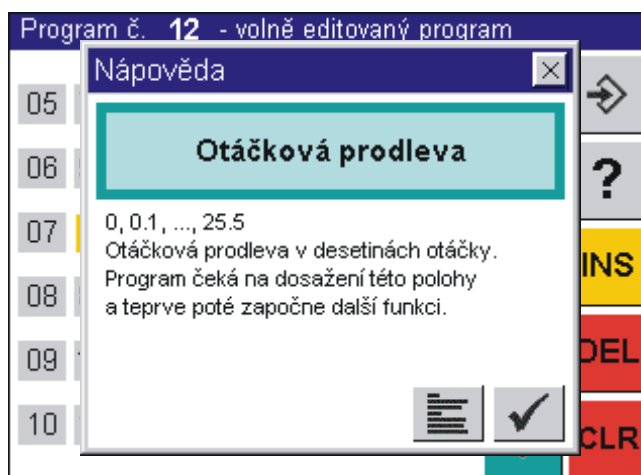 Program č. 12 - volně editovaný program
Nápověda
Otáčková prodleva
0, 0.1, ..., 25.5
Otáčková prodleva v desetinách otáčky.
Program čeká na dosažení této polohy
a teprve poté započne další funkci.
05
06
07
08
09
10
?
INS
DEL
CLR